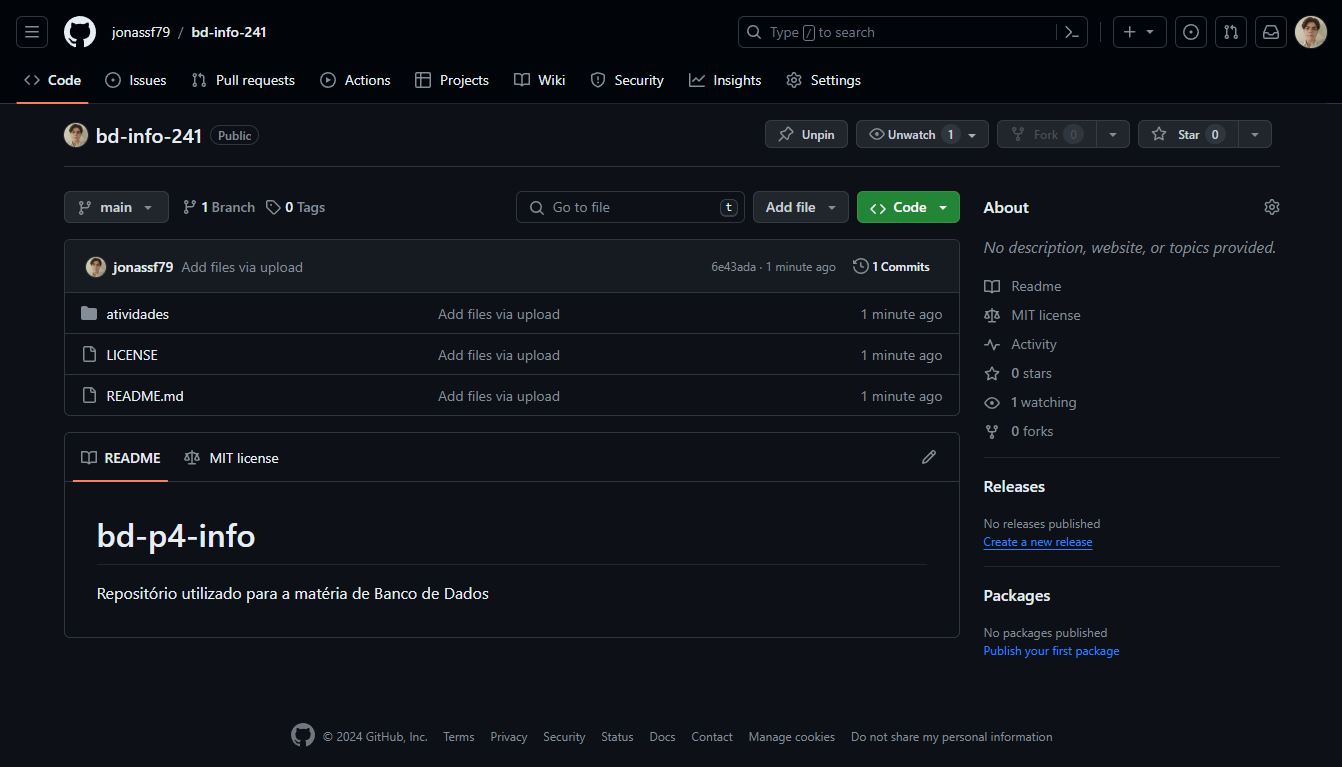 jonassf79 / bd-info-241
Type / to search
Code Issues Pull requests Actions Projects Wiki Security Insights Settings
bd-info-241 Public
Unpin Unwatch 1 Fork 0 Star 0
main 1 Branch 0 Tags Go to file t Add file Code
jonassf79 Add files via upload 6e43ada · 1 minute ago 1 Commits
atividades Add files via upload 1 minute ago
LICENSE Add files via upload 1 minute ago
README.md Add files via upload 1 minute ago
README MIT license
bd-p4-info
Repositório utilizado para a matéria de Banco de Dados
About
No description, website, or topics provided.
Readme
MIT license
Activity
0 stars
1 watching
0 forks
Releases
No releases published
Create a new release
Packages
No packages published
Publish your first package
© 2024 GitHub, Inc. Terms Privacy Security Status Docs Contact Manage cookies Do not share my personal information